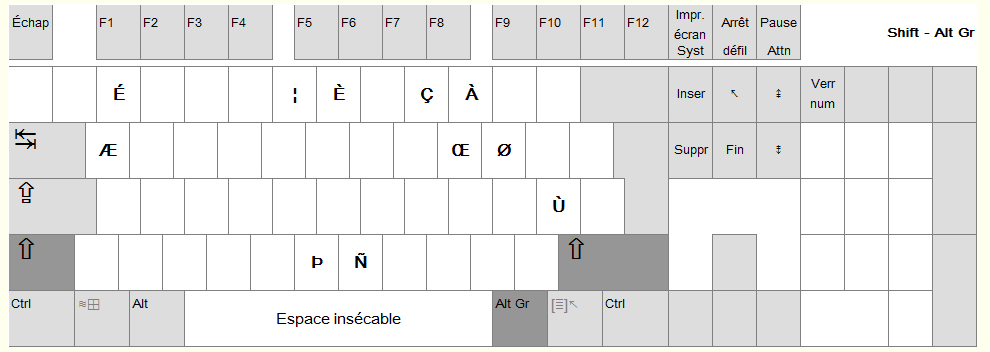 Échap F1 F2 F3 F4 F5 F6 F7 F8 F9 F10 F11 F12 Impr. écran Syst Arrêt défil Pause Attn
Shift - Alt Gr
É ¦ È Ç À Inser ↖ ⇞ Verr num
↹ Æ Œ Ø Suppr Fin ⇟
⇪ Ù
⇧ Þ Ñ ⇧
Ctrl Alt Espace insécable Alt Gr Ctrl